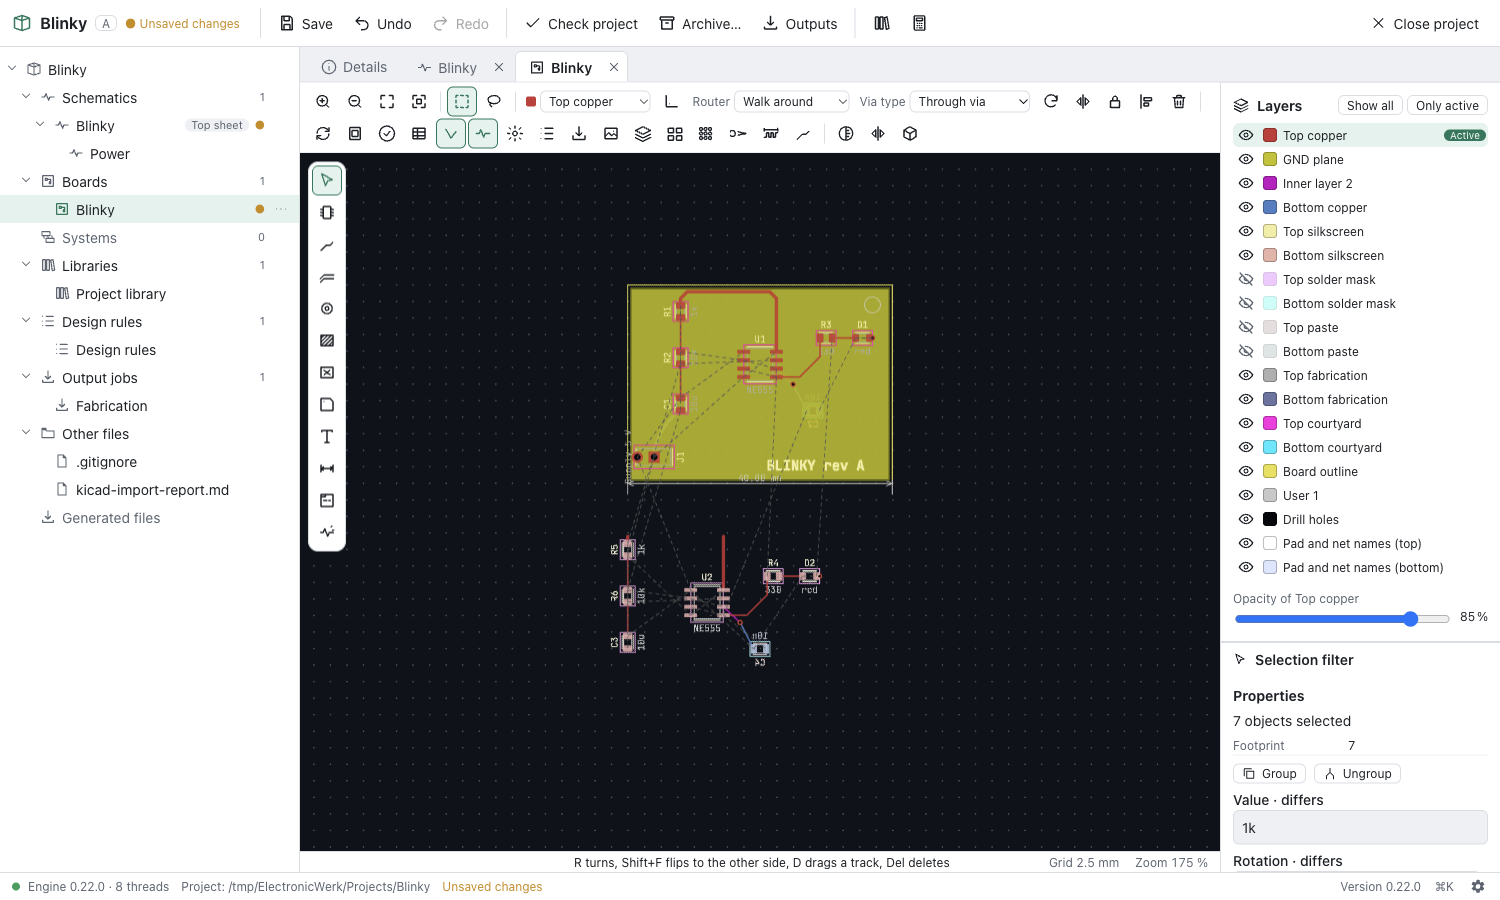 Blinky A Unsaved changes Save Undo Redo Check project Archive... Outputs Close project
Blinky
Schematics 1
Blinky Top sheet
Power
Boards 1
Blinky
Systems 0
Libraries 1
Project library
Design rules 1
Design rules
Output jobs 1
Fabrication
Other files
.gitignore
kicad-import-report.md
Generated files
Details Blinky Blinky
Top copper Router Walk around Via type Through via
R1
R3 D1
U1
R2
NE555
C1
J1
BLINKY rev A
R5 1k
R4 D2
U2
330 red
R6 10k
NE555
C3 10u
10n
C4
R turns, Shift+F flips to the other side, D drags a track, Del deletes
Grid 2.5 mm Zoom 175 %
Layers Show all Only active
Top copper Active
GND plane
Inner layer 2
Bottom copper
Top silkscreen
Bottom silkscreen
Top solder mask
Bottom solder mask
Top paste
Bottom paste
Top fabrication
Bottom fabrication
Top courtyard
Bottom courtyard
Board outline
User 1
Drill holes
Pad and net names (top)
Pad and net names (bottom)
Opacity of Top copper
85 %
Selection filter
Properties
7 objects selected
Footprint 7
Group Ungroup
Value · differs
1k
Rotation · differs
Engine 0.22.0 · 8 threads Project: /tmp/ElectronicWerk/Projects/Blinky Unsaved changes Version 0.22.0 ⌘K